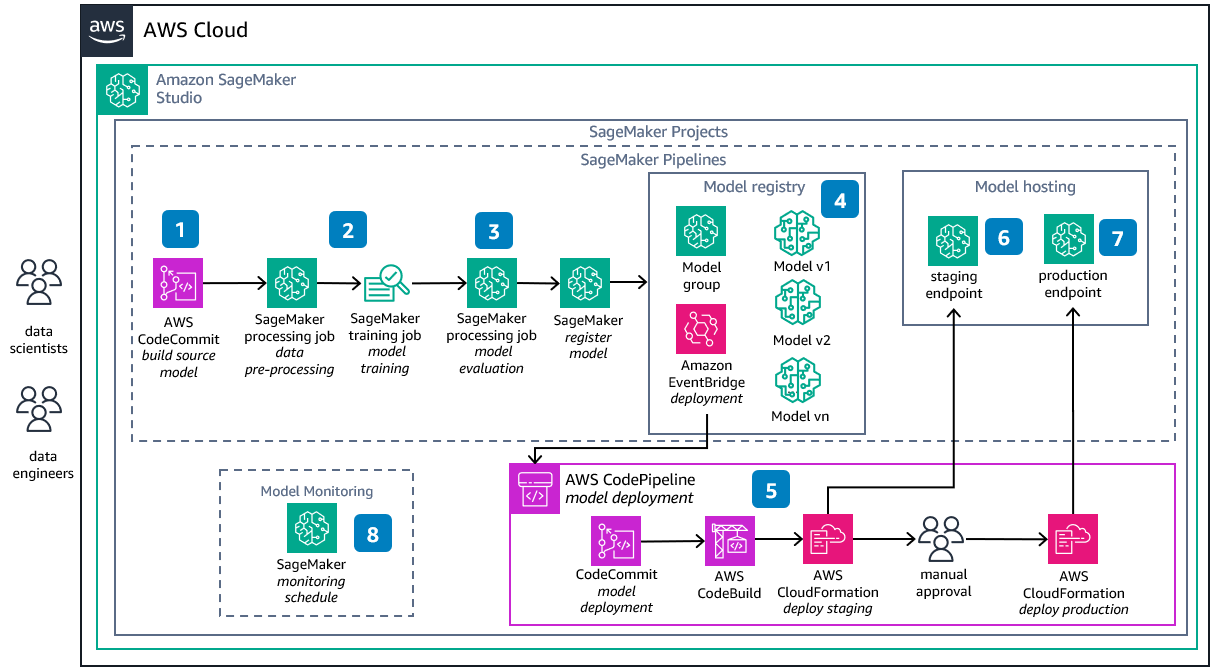 aws
AWS Cloud
Amazon SageMaker
Studio
SageMaker Projects
SageMaker Pipelines
Model registry
4
Model hosting
1
2
3
6
7
Model
group
Model v1
staging
endpoint
production
endpoint
AWS
CodeCommit
build source
model
SageMaker
processing job
data
pre-processing
SageMaker
training job
model
training
SageMaker
processing job
model
evaluation
SageMaker
register
model
Model v2
Amazon
EventBridge
deployment
Model vn
data
scientists
data
engineers
Model Monitoring
8
SageMaker
monitoring
schedule
AWS CodePipeline
model deployment
5
CodeCommit
model
deployment
AWS
CodeBuild
AWS
CloudFormation
deploy staging
manual
approval
AWS
CloudFormation
deploy production